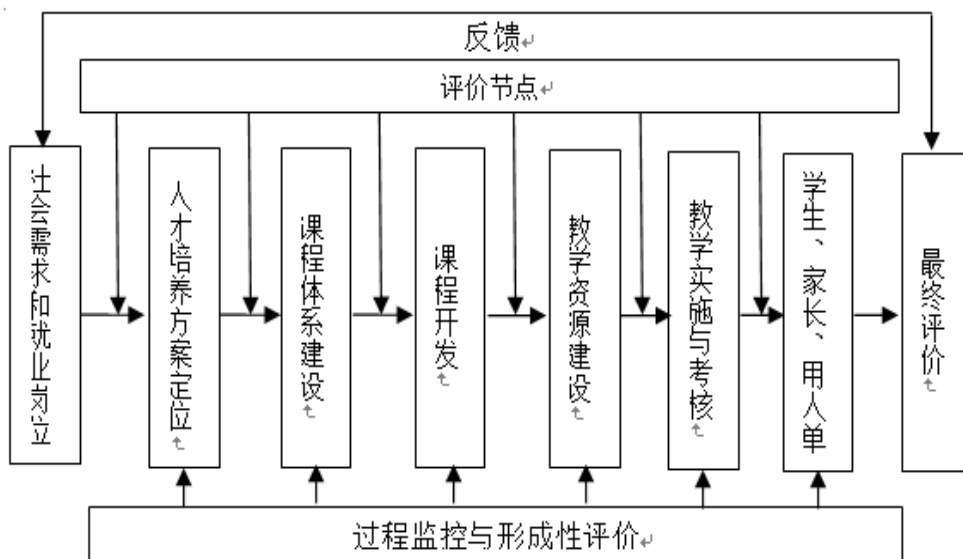 反馈
评价节点
社会需求和就业岗位
人才培养方案定位
课程体系建设
课程开发
教学资源建设
教学实施与考核
学生、家长、用人单
最终评价
过程监控与形成性评价